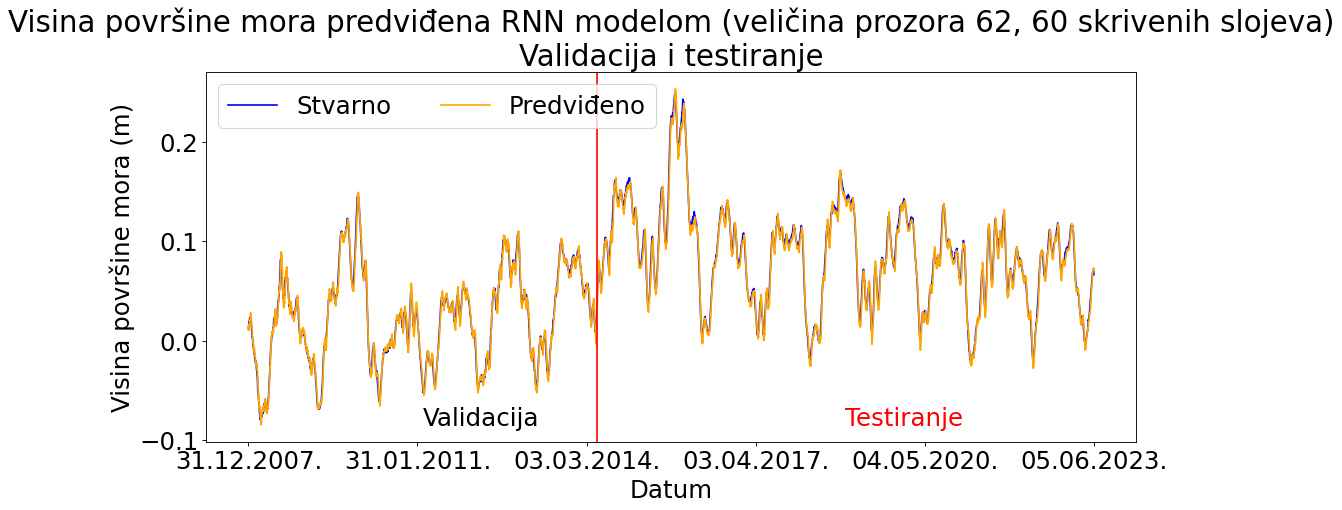 Visina površine mora predviđena RNN modelom (veličina prozora 62, 60 skrivenih slojeva)
Validacija i testiranje
Stvarno
Predviđeno
Visina površine mora (m)
0.2
0.1
0.0
−0.1
Validacija
Testiranje
31.12.2007.
31.01.2011.
03.03.2014.
03.04.2017.
04.05.2020.
05.06.2023.
Datum